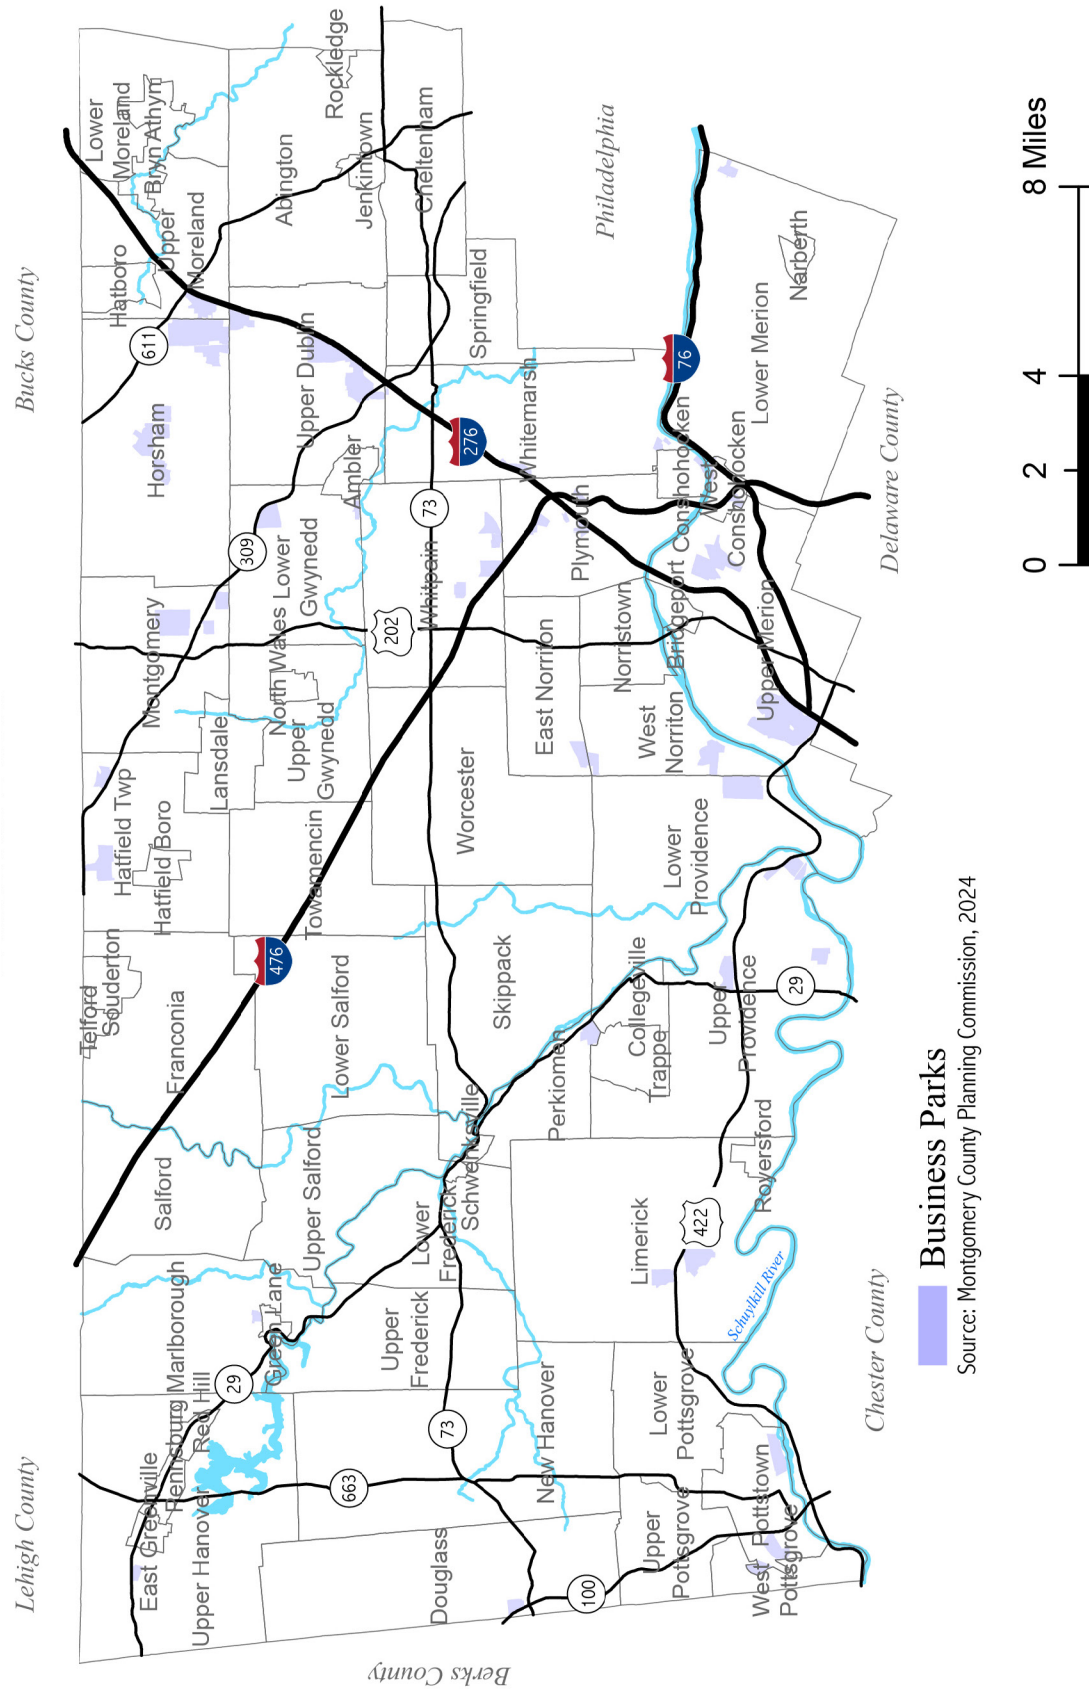 Lehigh County
Bucks County
Berks County
Philadelphia
Delaware County
Chester County
East Greenville
Pennsburg
Red Hill
Upper Hanover
Marlborough
Green Lane
Salford
Upper Salford
Telford
Souderton
Franconia
Lower Salford
Hatfield Twp
Hatfield Boro
Lansdale
Towamencin
Montgomery
North Wales
Upper
Gwynedd
Lower
Gwynedd
Horsham
Hatboro
Upper
Moreland
Lower
Moreland
Bryn Athyn
Abington
Rockledge
Jenkintown
Cheltenham
Upper Dublin
Ambler
Springfield
Whitemarsh
Whitpain
Worcester
Skippack
Schwenksville
Perkiomen
Lower
Frederick
Upper
Frederick
New Hanover
Douglass
Upper
Pottsgrove
Lower
Pottsgrove
West
Pottsgrove
Pottstown
Limerick
Royersford
Trappe
Collegeville
Upper
Providence
Lower
Providence
East Norriton
West
Norriton
Norristown
Bridgeport
Plymouth
Conshohocken
West
Conshohocken
Upper Merion
Lower Merion
Narberth
Schuylkill River
29
663
73
100
476
309
611
202
73
276
76
422
29
Business Parks
Source: Montgomery County Planning Commission, 2024
0 2 4 8 Miles